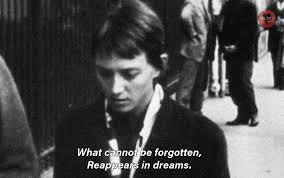 What cannot be forgotten,
Reappears in dreams.